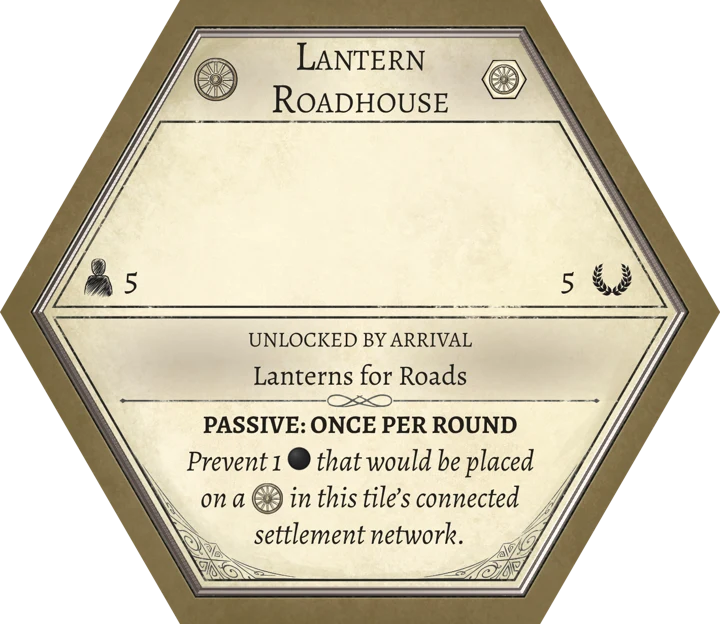 Lantern
Roadhouse
5
5
UNLOCKED BY ARRIVAL
Lanterns for Roads
PASSIVE: ONCE PER ROUND
Prevent 1 that would be placed
on a in this tile's connected
settlement network.